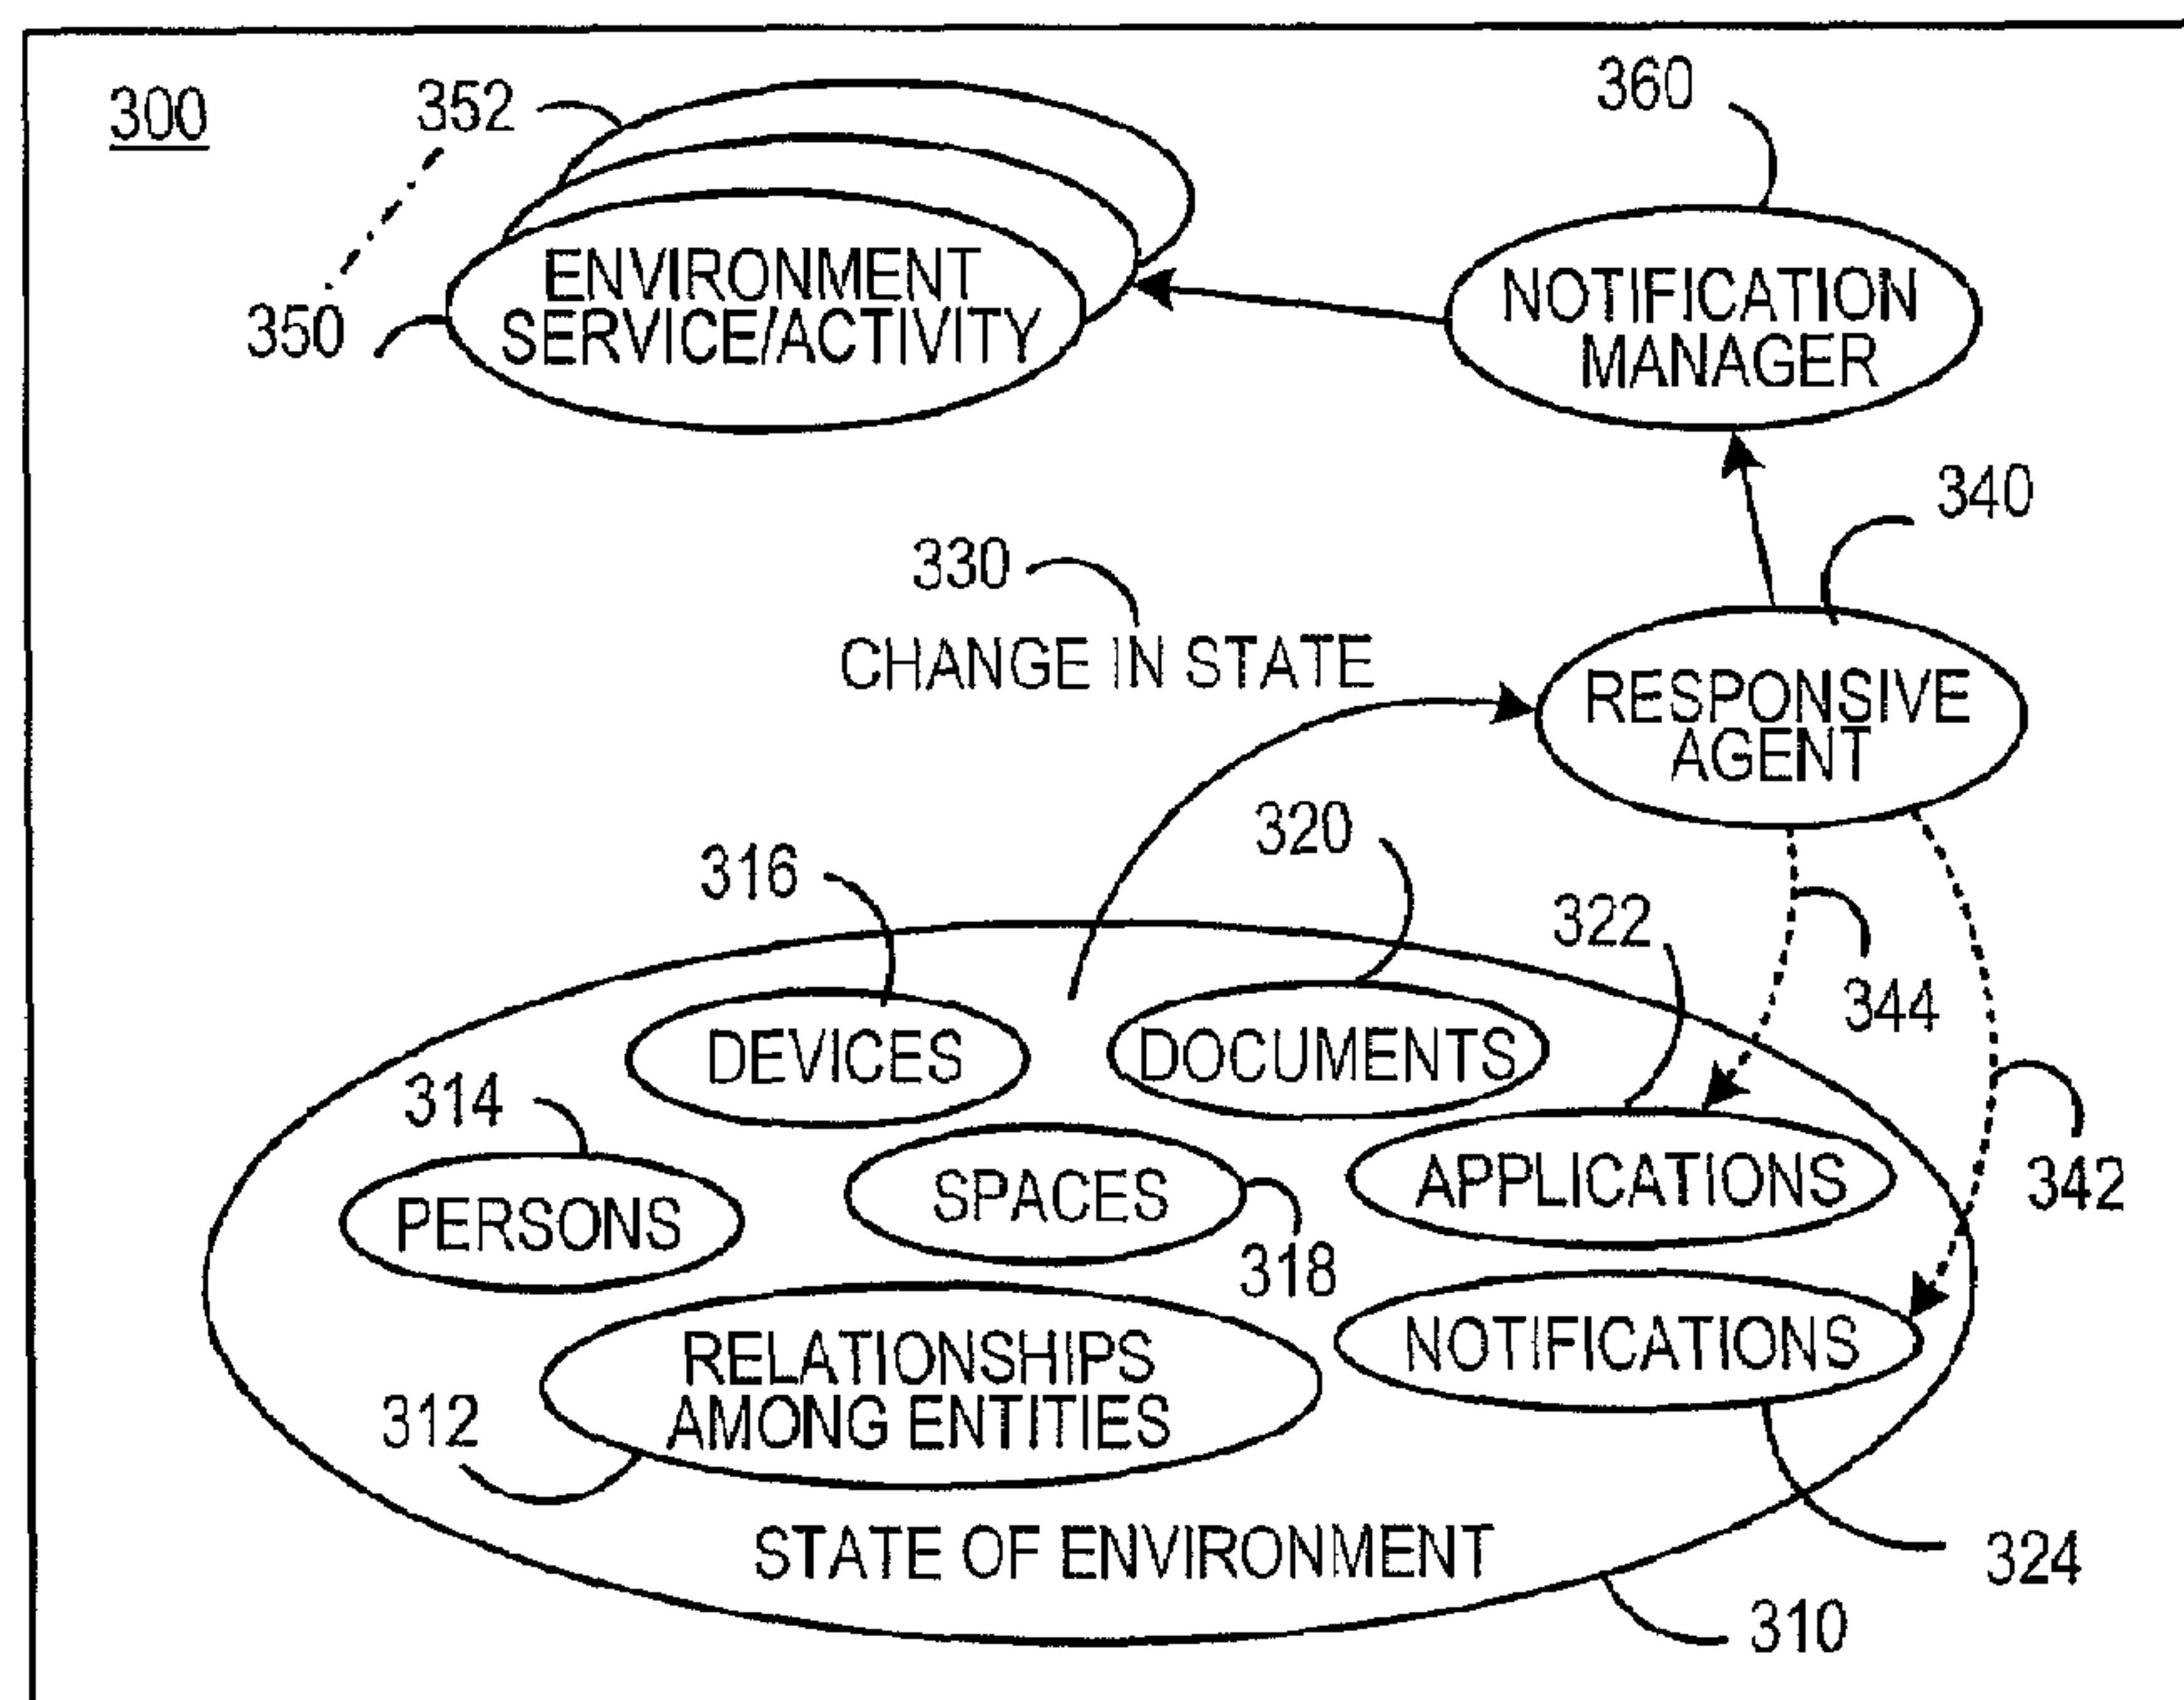 300
352
360
ENVIRONMENT
SERVICE/ACTIVITY
350
NOTIFICATION
MANAGER
340
330
CHANGE IN STATE
RESPONSIVE
AGENT
320
316
322
344
DEVICES
DOCUMENTS
314
342
PERSONS
SPACES
APPLICATIONS
318
RELATIONSHIPS
AMONG ENTITIES
NOTIFICATIONS
312
STATE OF ENVIRONMENT
324
310